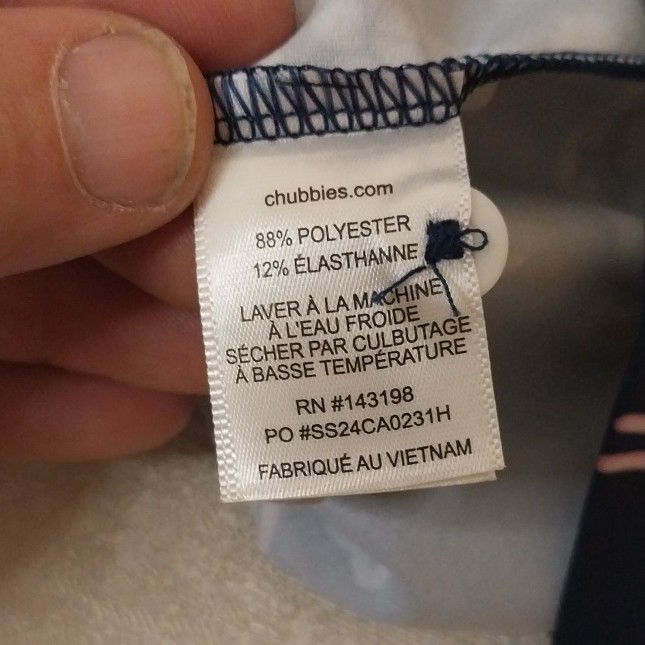 chubbies.com
88% POLYESTER
12% ÉLASTHANNE
LAVER À LA MACHINE
À L'EAU FROIDE
SÉCHER PAR CULBUTAGE
À BASSE TEMPÉRATURE
RN #143198
PO #SS24CA0231H
FABRIQUÉ AU VIETNAM